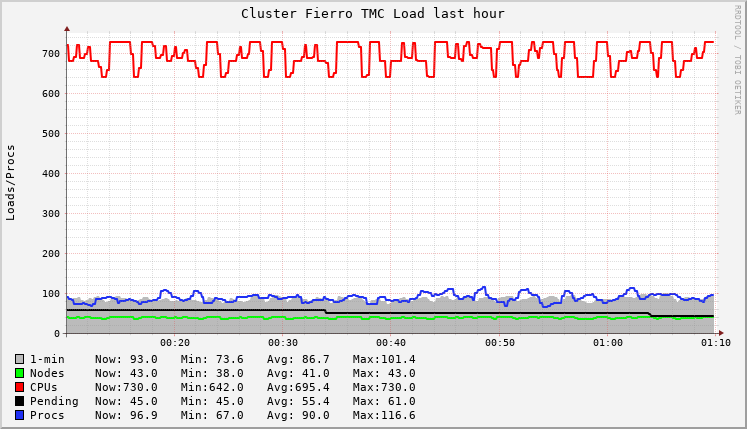 Cluster Fierro TMC Load last hour
RRDTOOL / TOBI OETIKER
Loads/Procs
700
600
500
400
300
200
100
0
00:20 00:30 00:40 00:50 01:00 01:10
1-min Now: 93.0 Min: 73.6 Avg: 86.7 Max:101.4
Nodes Now: 43.0 Min: 38.0 Avg: 41.0 Max: 43.0
CPUs Now:730.0 Min:642.0 Avg:695.4 Max:730.0
Pending Now: 45.0 Min: 45.0 Avg: 55.4 Max: 61.0
Procs Now: 96.9 Min: 67.0 Avg: 90.0 Max:116.6